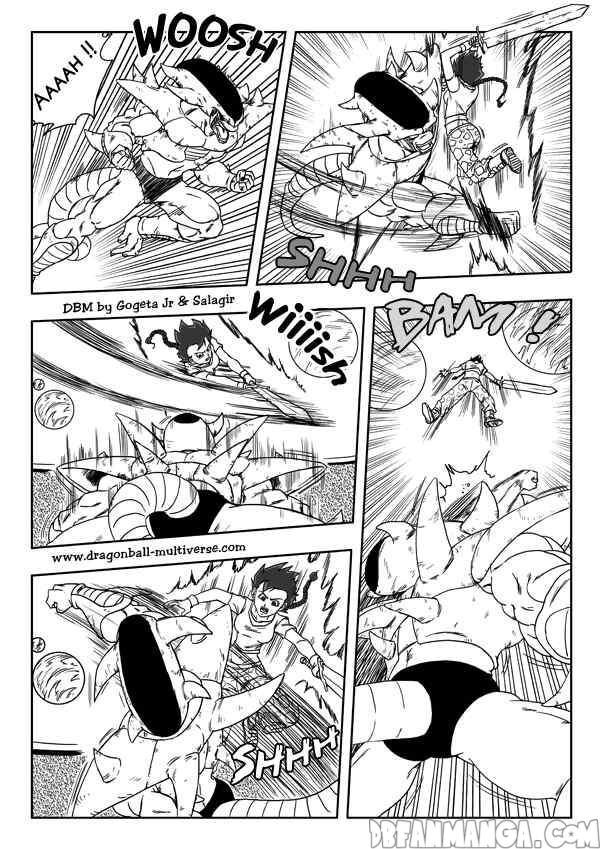 AAAAH !!
WOOSH
SHHH
DBM by Gogeta Jr & Salagir
Wiiiish
BAM !
www.dragonball-multiverse.com
SHHH
DBFANMANGA.COM